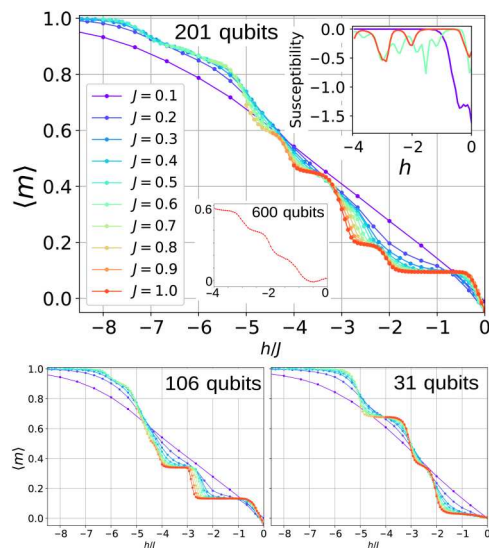 201 qubits
⟨m⟩
1.0
0.8
0.6
0.4
0.2
0.0
J = 0.1
J = 0.2
J = 0.3
J = 0.4
J = 0.5
J = 0.6
J = 0.7
J = 0.8
J = 0.9
J = 1.0
Susceptibility
0.0
−0.5
−1.0
−1.5
−4 −2 0
h
600 qubits
0.6
0
−4 −2 0
−8 −7 −6 −5 −4 −3 −2 −1 0
h/J
106 qubits
⟨m⟩
1.0
0.8
0.6
0.4
0.2
0.0
−8 −7 −6 −5 −4 −3 −2 −1 0
h/J
31 qubits
1.0
0.8
0.6
0.4
0.2
0.0
−8 −7 −6 −5 −4 −3 −2 −1 0
h/J